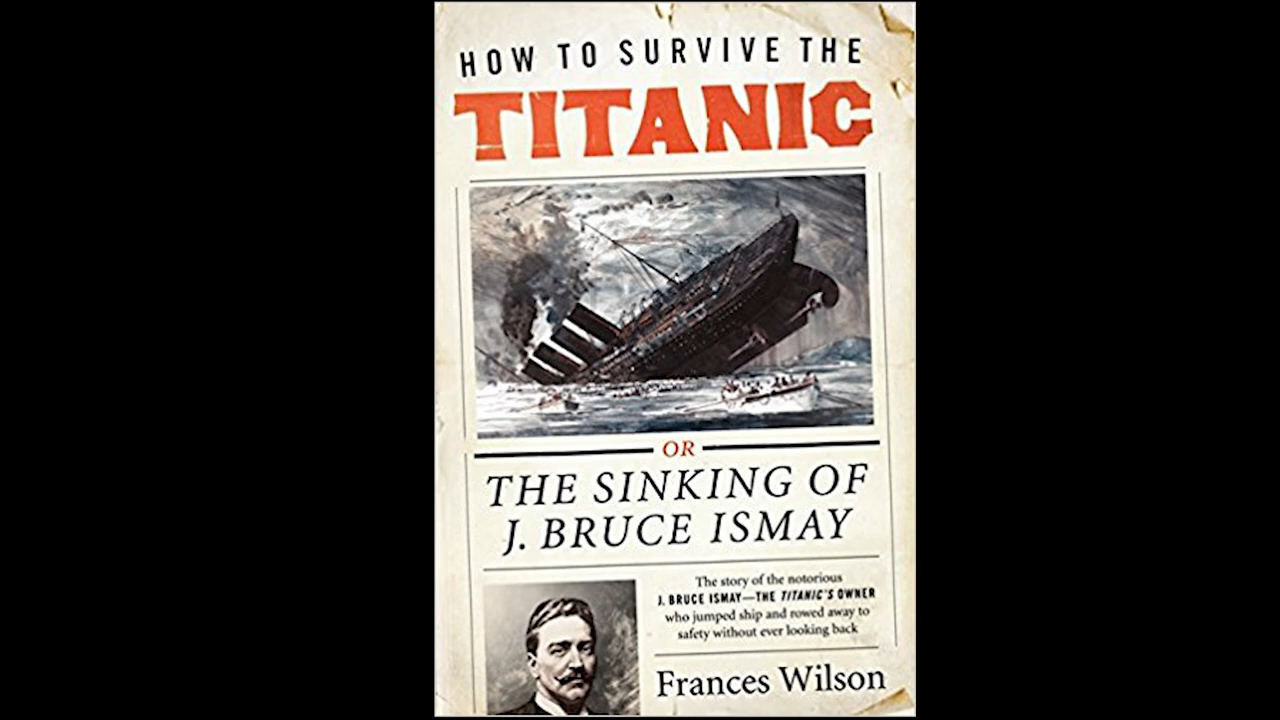 HOW TO SURVIVE THE
TITANIC
OR
THE SINKING OF
J. BRUCE ISMAY
The story of the notorious
J. BRUCE ISMAY—THE TITANIC'S OWNER
who jumped ship and rowed away to
safety without ever looking back
Frances Wilson